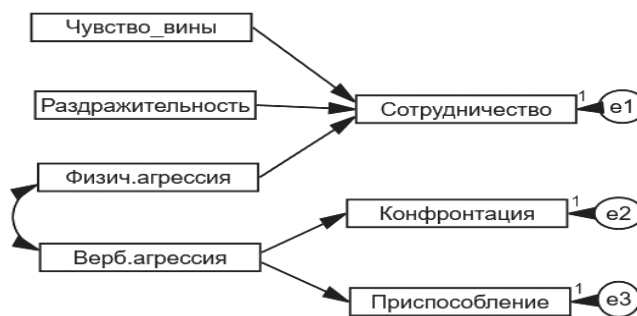 Чувство_вины
Раздражительность
1
Сотрудничество
e1
Физич.агрессия
1
Конфронтация
e2
Верб.агрессия
1
Приспособление
e3